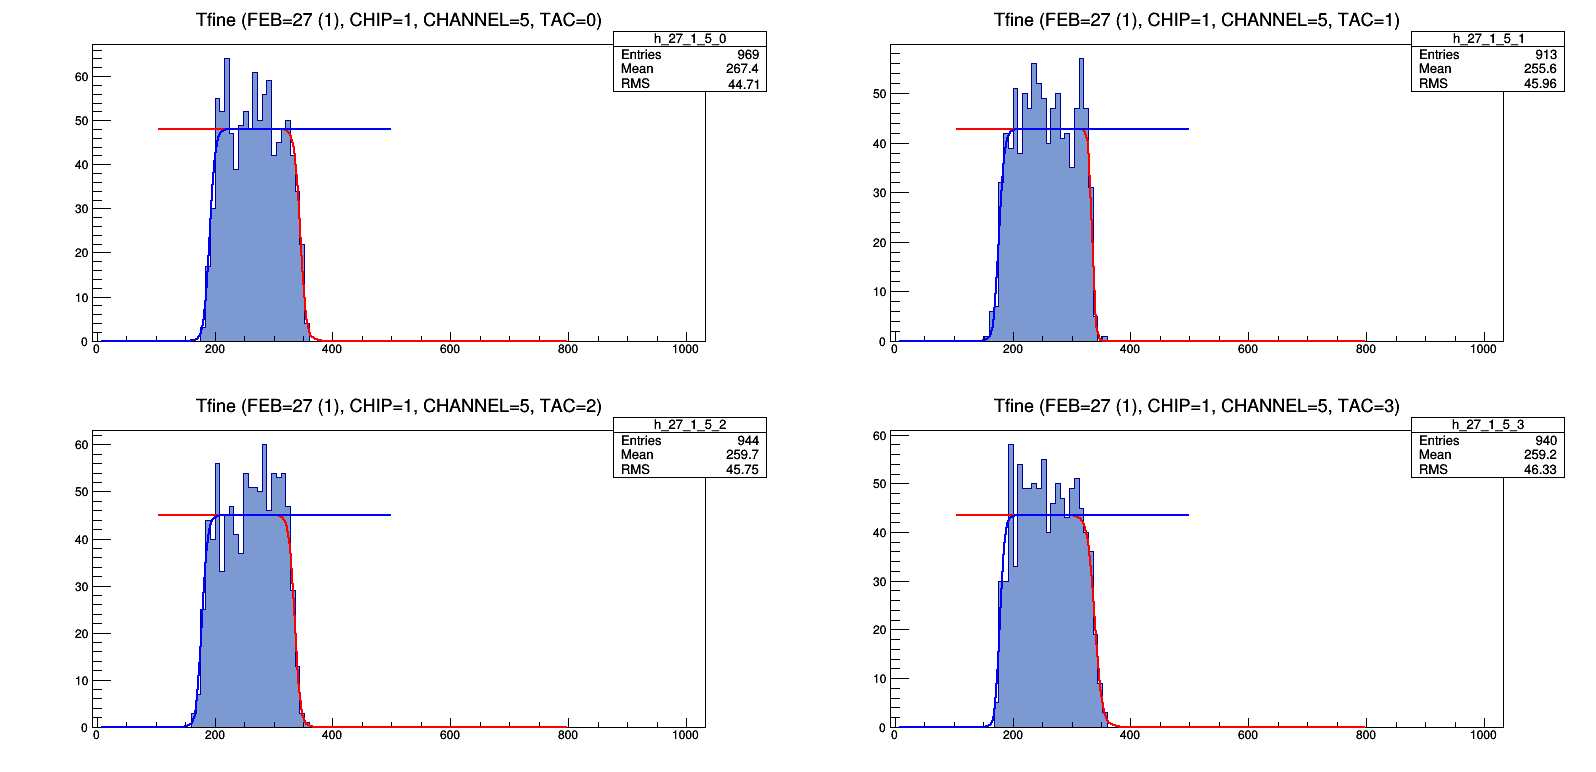 Tfine (FEB=27 (1), CHIP=1, CHANNEL=5, TAC=0)
h_27_1_5_0
Entries 969
Mean 267.4
RMS 44.71
60
50
40
30
20
10
0
0 200 400 600 800 1000
Tfine (FEB=27 (1), CHIP=1, CHANNEL=5, TAC=1)
h_27_1_5_1
Entries 913
Mean 255.6
RMS 45.96
50
40
30
20
10
0
0 200 400 600 800 1000
Tfine (FEB=27 (1), CHIP=1, CHANNEL=5, TAC=2)
h_27_1_5_2
Entries 944
Mean 259.7
RMS 45.75
60
50
40
30
20
10
0
0 200 400 600 800 1000
Tfine (FEB=27 (1), CHIP=1, CHANNEL=5, TAC=3)
h_27_1_5_3
Entries 940
Mean 259.2
RMS 46.33
60
50
40
30
20
10
0
0 200 400 600 800 1000